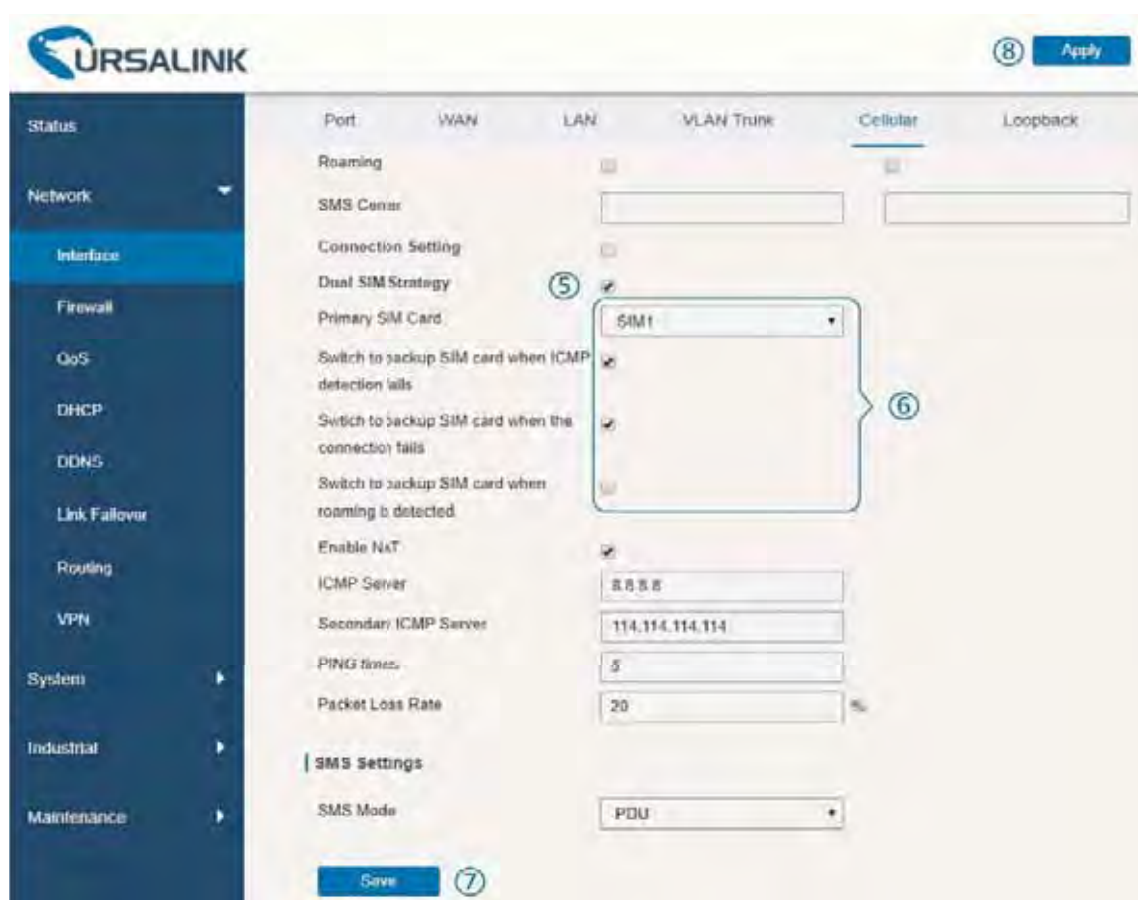 URSALINK
⑧ Apply
Status
Port WAN LAN VLAN Trunk Cellular Loopback
Roaming
Network
SMS Center
Interface
Connection Setting
Dual SIM Strategy ⑤
Firewall
Primary SIM Card SIM1
QoS
Switch to backup SIM card when ICMP
detection fails
DHCP
⑥
Switch to backup SIM card when the
connection fails
DDNS
Switch to backup SIM card when
roaming is detected
Link Failover
Enable NAT
Routing
ICMP Server 8.8.8.8
VPN
Secondary ICMP Server 114.114.114.114
PING times 5
System
Packet Loss Rate 20 %
Industrial
SMS Settings
Maintenance
SMS Mode PDU
Save ⑦